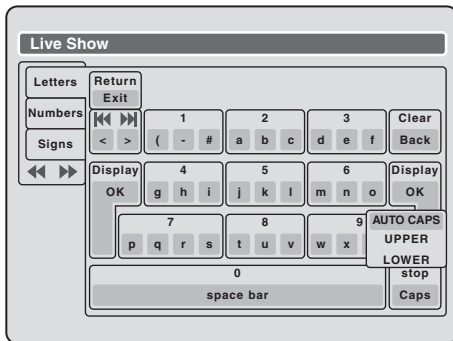 Live Show
Letters
Numbers
Signs
Return
Exit
1 2 3 Clear
< > ( - # a b c d e f Back
Display 4 5 6 Display
OK g h i j k l m n o OK
7 8 9
p q r s t u v w x
AUTO CAPS
UPPER
LOWER
0 stop
space bar Caps